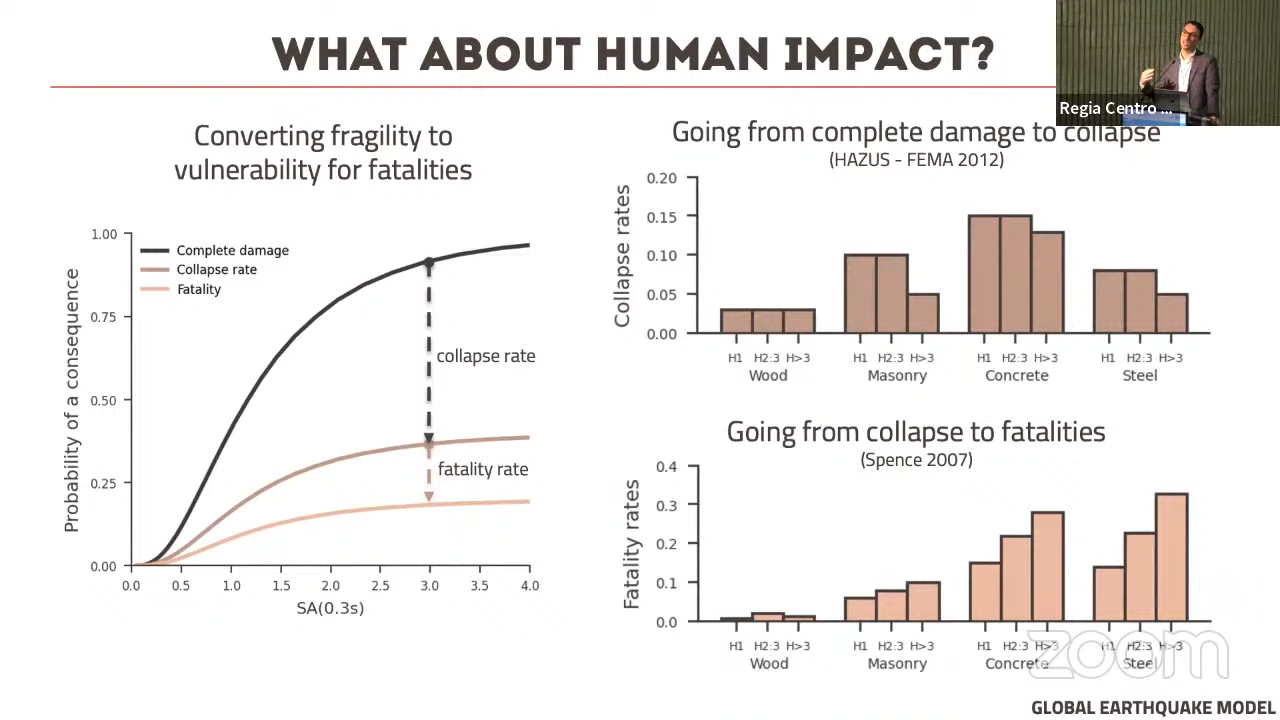 WHAT ABOUT HUMAN IMPACT?
Regia Centro ...
Converting fragility to
vulnerability for fatalities
1.00
0.75
0.50
0.25
0.00
Probability of a consequence
Complete damage
Collapse rate
Fatality
collapse rate
fatality rate
0.0 0.5 1.0 1.5 2.0 2.5 3.0 3.5 4.0
SA(0.3s)
Going from complete damage to collapse
(HAZUS - FEMA 2012)
0.20
0.15
0.10
0.05
0.00
Collapse rates
H1 H2:3 H>3 H1 H2:3 H>3 H1 H2:3 H>3 H1 H2:3 H>3
Wood Masonry Concrete Steel
Going from collapse to fatalities
(Spence 2007)
0.4
0.3
0.2
0.1
0.0
Fatality rates
H1 H2:3 H>3 H1 H2:3 H>3 H1 H2:3 H>3 H1 H2:3 H>3
Wood Masonry Concrete Steel
zoom
GLOBAL EARTHQUAKE MODEL